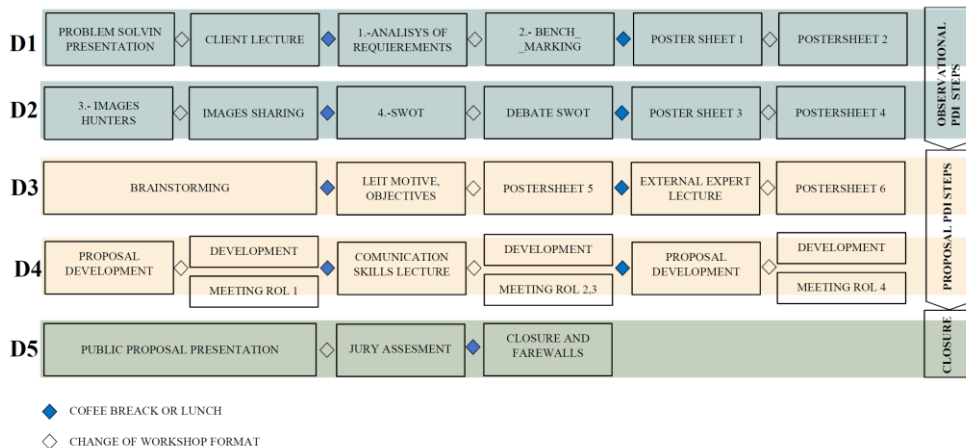 D1
PROBLEM SOLVIN
PRESENTATION
CLIENT LECTURE
1.-ANALISYS OF
REQUIEREMENTS
2.- BENCH_
_MARKING
POSTER SHEET 1
POSTERSHEET 2
D2
3.- IMAGES
HUNTERS
IMAGES SHARING
4.-SWOT
DEBATE SWOT
POSTER SHEET 3
POSTERSHEET 4
OBSERVATIONAL
PDI STEPS
D3
BRAINSTORMING
LEIT MOTIVE,
OBJECTIVES
POSTERSHEET 5
EXTERNAL EXPERT
LECTURE
POSTERSHEET 6
D4
PROPOSAL
DEVELOPMENT
DEVELOPMENT
MEETING ROL 1
COMUNICATION
SKILLS LECTURE
DEVELOPMENT
MEETING ROL 2,3
PROPOSAL
DEVELOPMENT
DEVELOPMENT
MEETING ROL 4
PROPOSAL PDI STEPS
D5
PUBLIC PROPOSAL PRESENTATION
JURY ASSESMENT
CLOSURE AND
FAREWALLS
CLOSURE
COFEE BREACK OR LUNCH
CHANGE OF WORKSHOP FORMAT